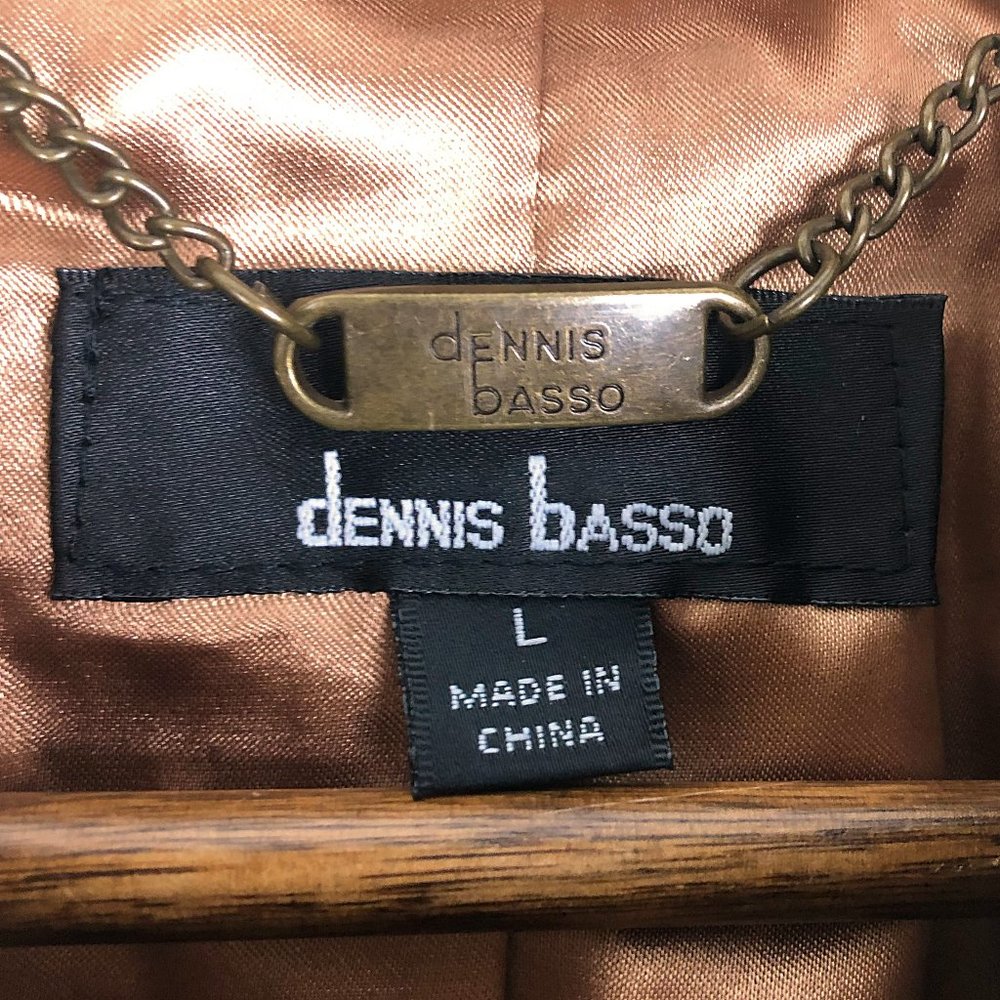 dENNIS
bASSO
dENNIS bASSO
L
MADE IN
CHINA